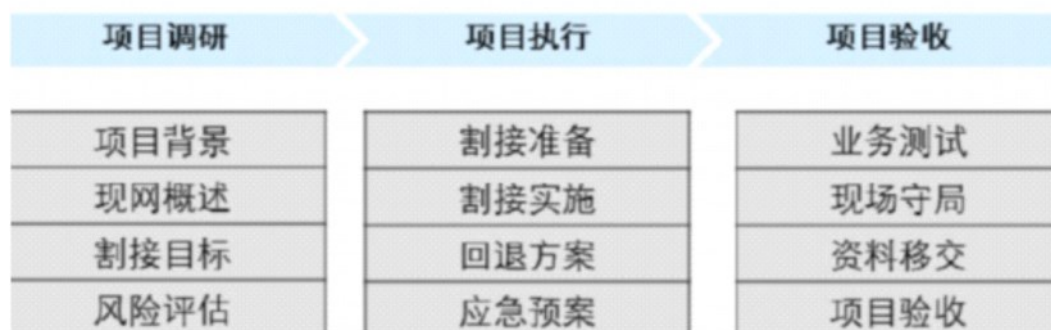 项目调研 项目执行 项目验收
项目背景 割接准备 业务测试
现网概述 割接实施 现场守局
割接目标 回退方案 资料移交
风险评估 应急预案 项目验收